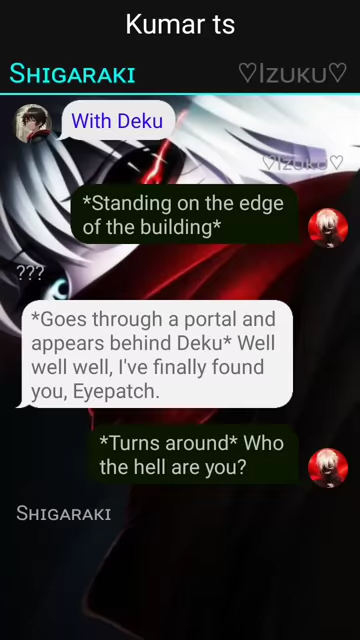 Kumar ts
Shigaraki
♡Izuku♡
With Deku
♡Izuku♡
*Standing on the edge
of the building*
???
*Goes through a portal and
appears behind Deku* Well
well well, I've finally found
you, Eyepatch.
*Turns around* Who
the hell are you?
Shigaraki